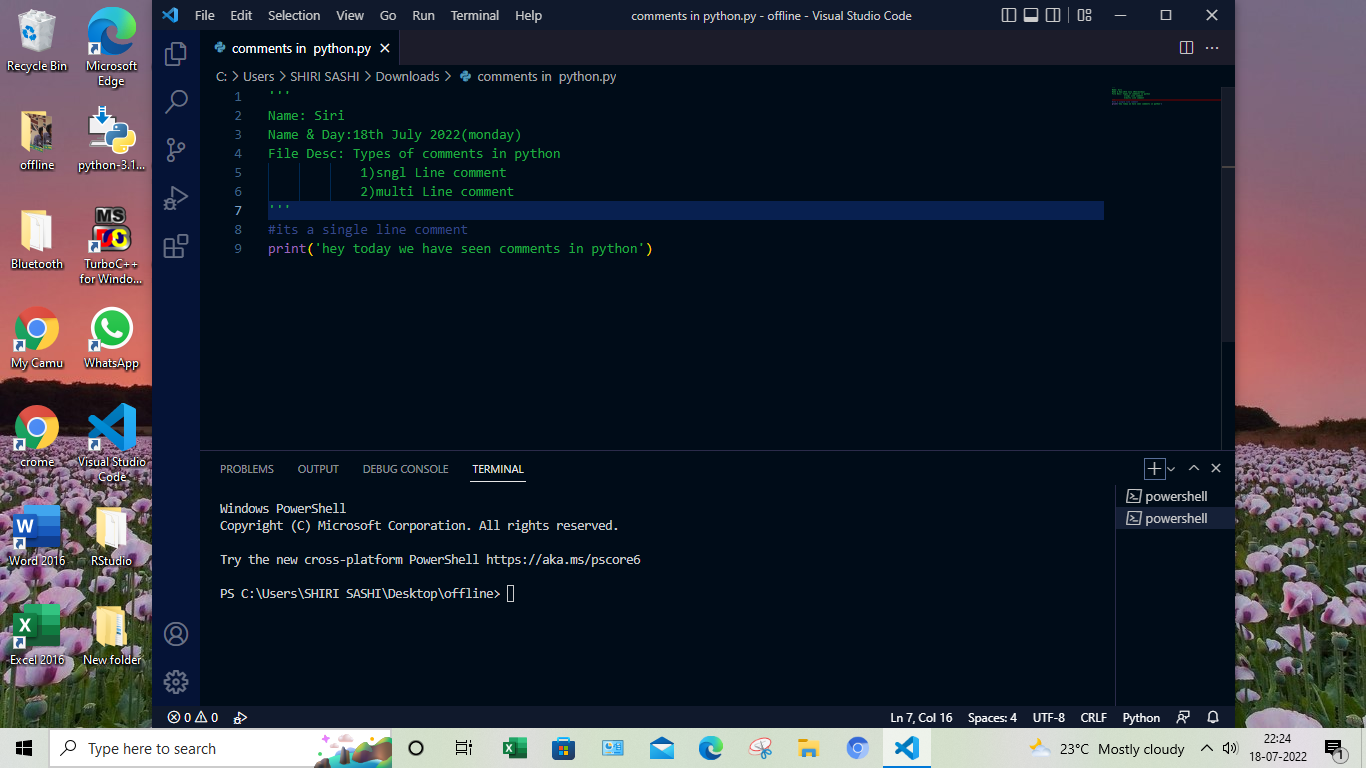 Recycle Bin
Microsoft Edge
offline
python-3.1...
Bluetooth
MS
TurboC++ for Windo...
My Camu
WhatsApp
crome
Visual Studio Code
Word 2016
RStudio
Excel 2016
New folder
File Edit Selection View Go Run Terminal Help
comments in python.py - offline - Visual Studio Code
comments in  python.py
C: > Users > SHIRI SASHI > Downloads > comments in  python.py
1 '''
2 Name: Siri
3 Name & Day:18th July 2022(monday)
4 File Desc: Types of comments in python
5             1)sngl Line comment
6             2)multi Line comment
7 '''
8 #its a single line comment
9 print('hey today we have seen comments in python')
PROBLEMS OUTPUT DEBUG CONSOLE TERMINAL
Windows PowerShell
Copyright (C) Microsoft Corporation. All rights reserved.
Try the new cross-platform PowerShell https://aka.ms/pscore6
PS C:\Users\SHIRI SASHI\Desktop\offline>
powershell
powershell
0 0
Ln 7, Col 16 Spaces: 4 UTF-8 CRLF Python
Type here to search
23°C Mostly cloudy
22:24
18-07-2022
1